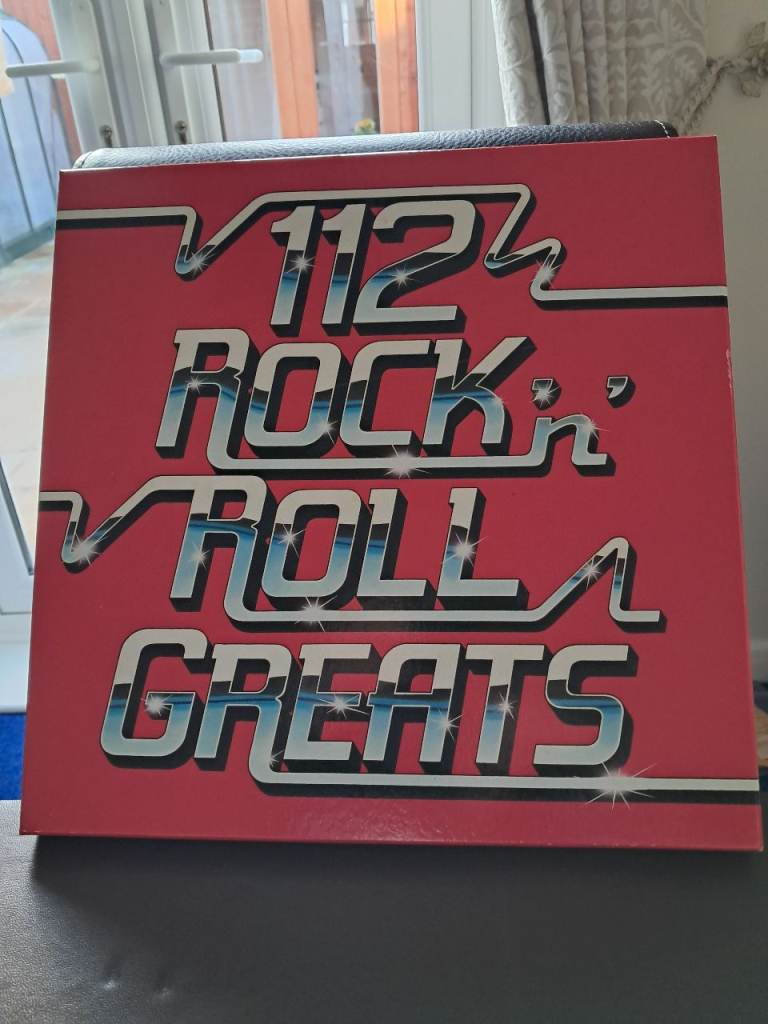 112
ROCK 'n'
ROLL
GREATS